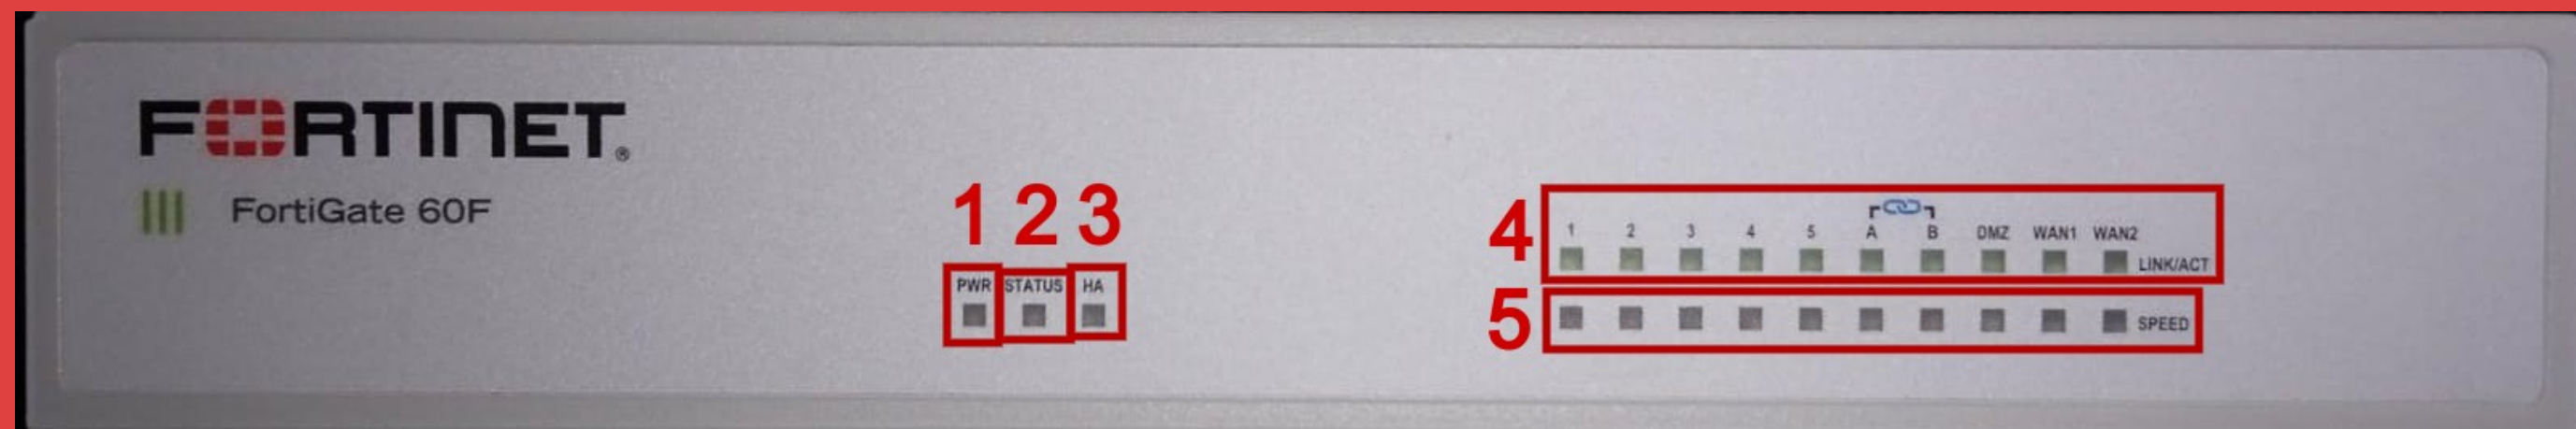 FORTINET®
FortiGate 60F
1 2 3
PWR STATUS HA
4
1 2 3 4 5 A B DMZ WAN1 WAN2
LINK/ACT
5
SPEED